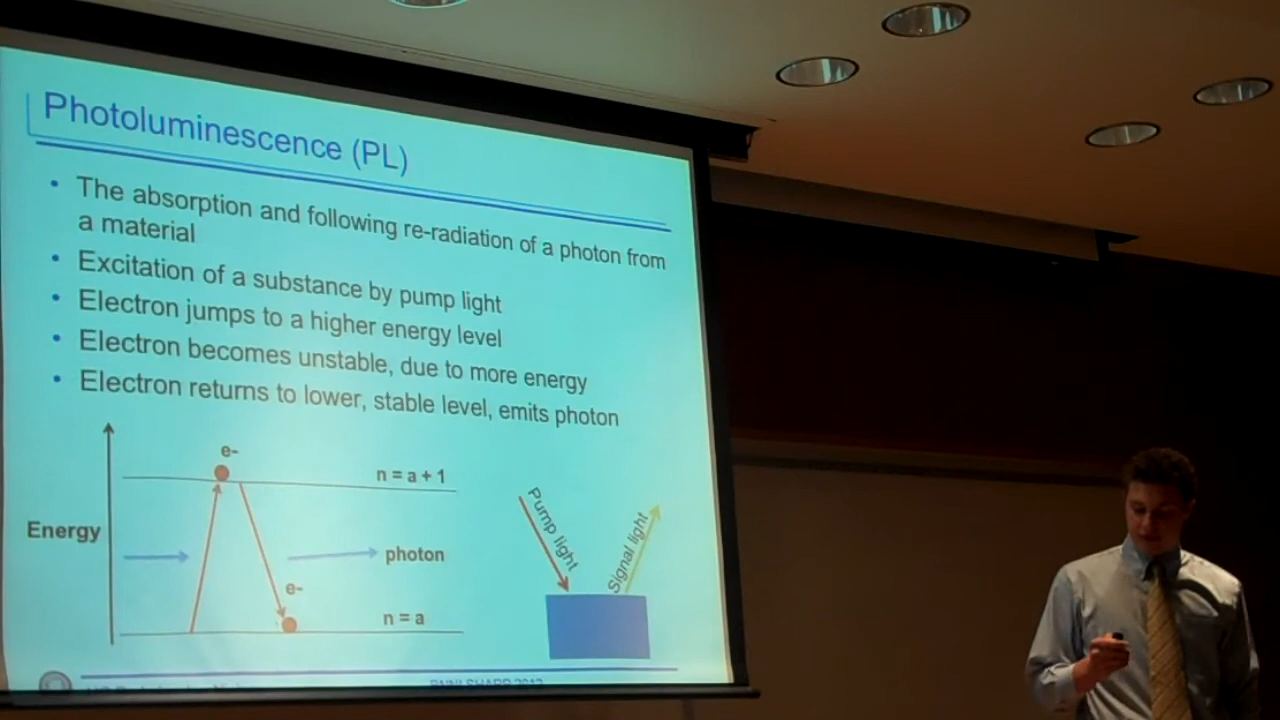 Photoluminescence (PL)
• The absorption and following re-radiation of a photon from
a material
• Excitation of a substance by pump light
• Electron jumps to a higher energy level
• Electron becomes unstable, due to more energy
• Electron returns to lower, stable level, emits photon
e-
n = a + 1
Energy
photon
e-
n = a
Pump light
Signal light